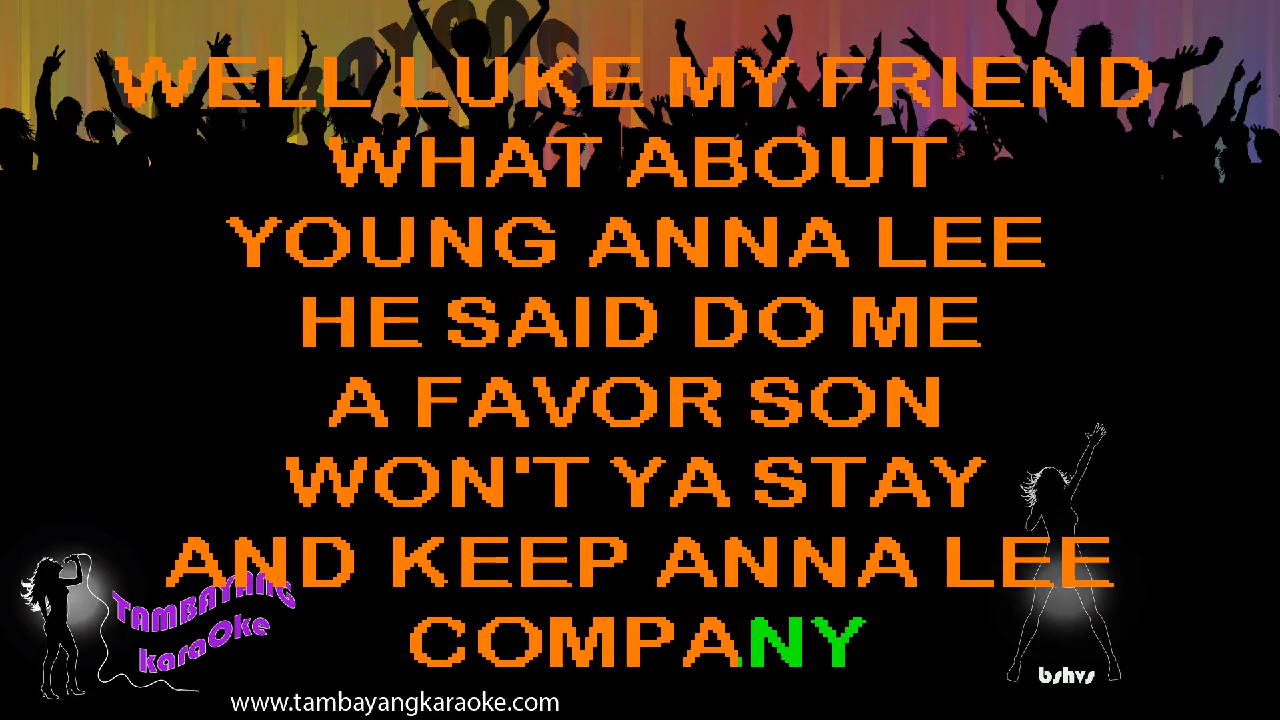 WELL LUKE MY FRIEND
WHAT ABOUT
YOUNG ANNA LEE
HE SAID DO ME
A FAVOR SON
WON'T YA STAY
AND KEEP ANNA LEE
COMPANY
TAMBAYANG
karaOke
bshvs
www.tambayangkaraoke.com